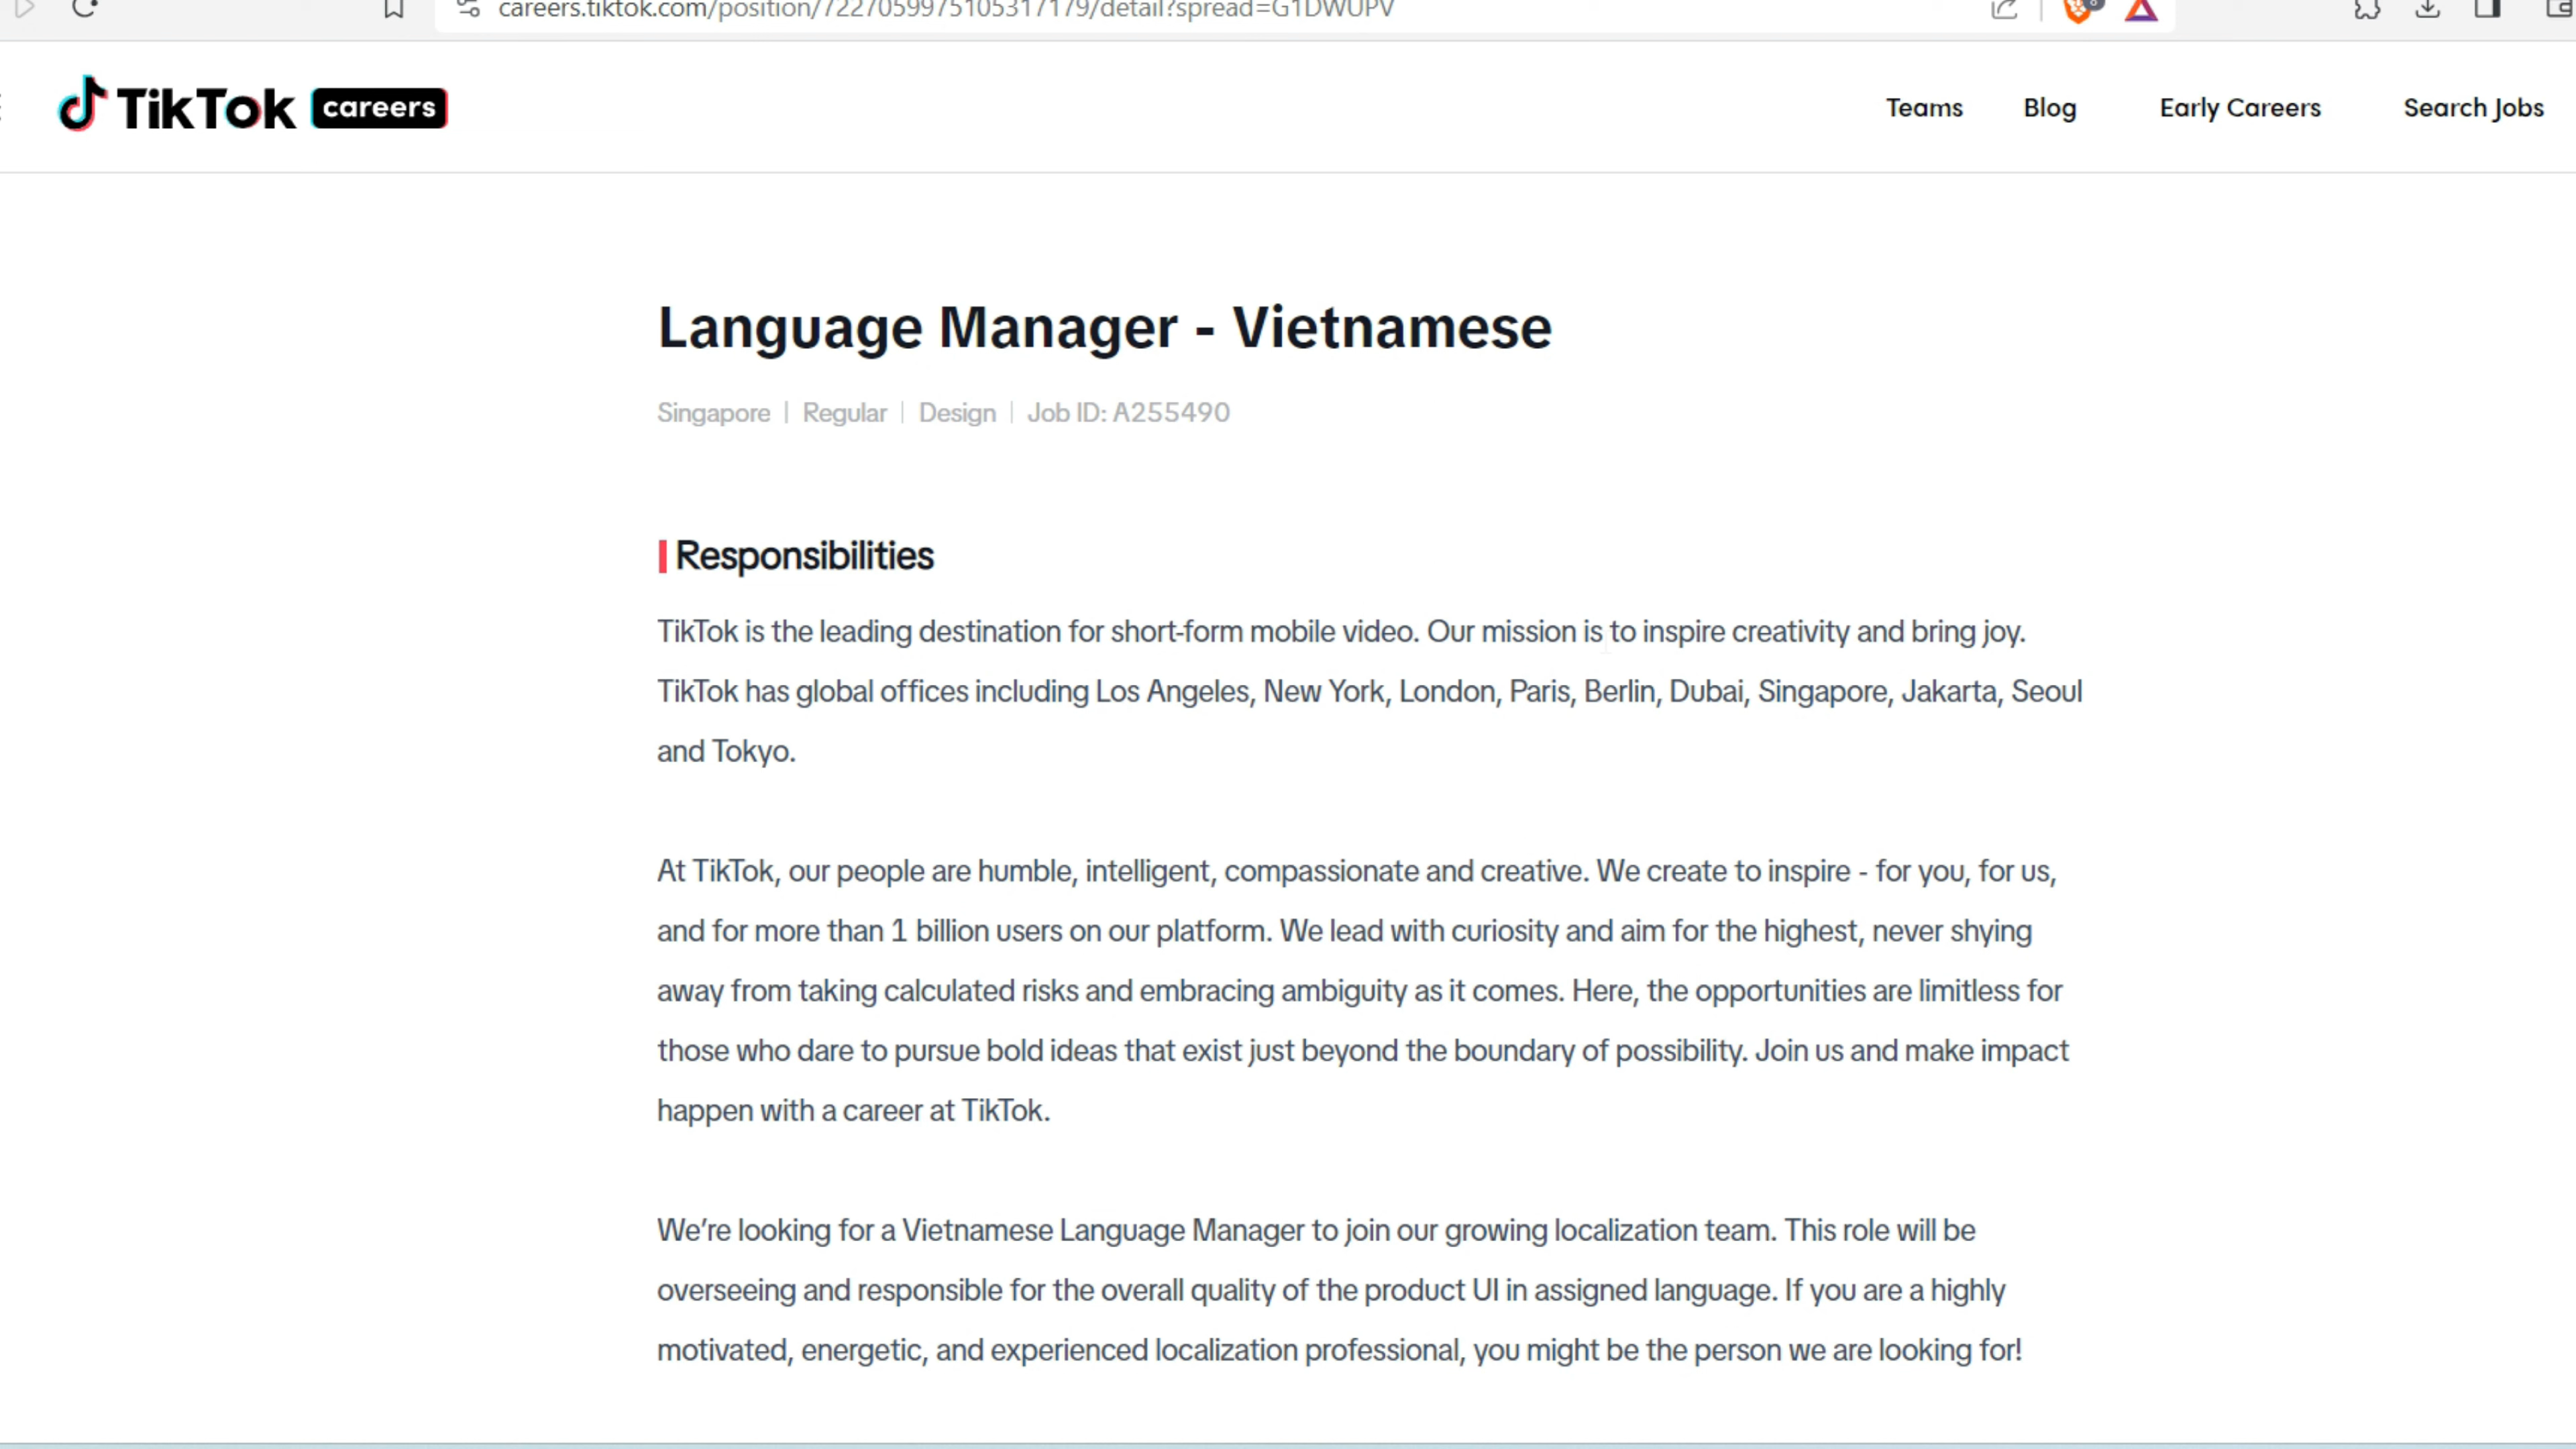 careers.tiktok.com/position/7227059975105317179/detail?spread=G1DWUPV
TikTok careers
Teams Blog Early Careers Search Jobs
Language Manager - Vietnamese
Singapore | Regular | Design | Job ID: A255490
Responsibilities
TikTok is the leading destination for short-form mobile video. Our mission is to inspire creativity and bring joy.
TikTok has global offices including Los Angeles, New York, London, Paris, Berlin, Dubai, Singapore, Jakarta, Seoul
and Tokyo.
At TikTok, our people are humble, intelligent, compassionate and creative. We create to inspire - for you, for us,
and for more than 1 billion users on our platform. We lead with curiosity and aim for the highest, never shying
away from taking calculated risks and embracing ambiguity as it comes. Here, the opportunities are limitless for
those who dare to pursue bold ideas that exist just beyond the boundary of possibility. Join us and make impact
happen with a career at TikTok.
We're looking for a Vietnamese Language Manager to join our growing localization team. This role will be
overseeing and responsible for the overall quality of the product UI in assigned language. If you are a highly
motivated, energetic, and experienced localization professional, you might be the person we are looking for!